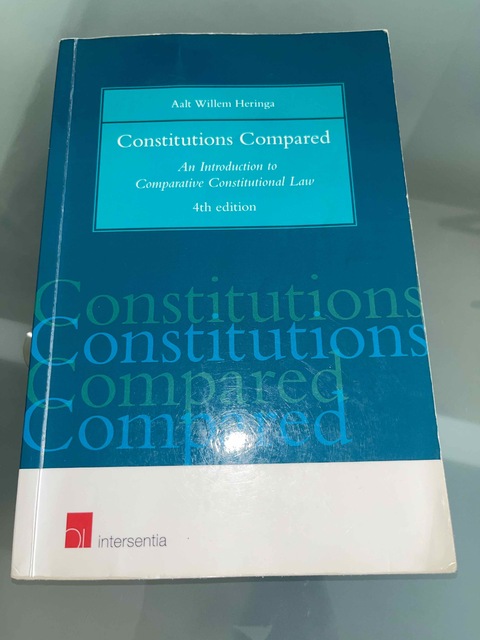 Aalt Willem Heringa
Constitutions Compared
An Introduction to
Comparative Constitutional Law
4th edition
Constitutions
Constitutions
Compared
Compared
intersentia